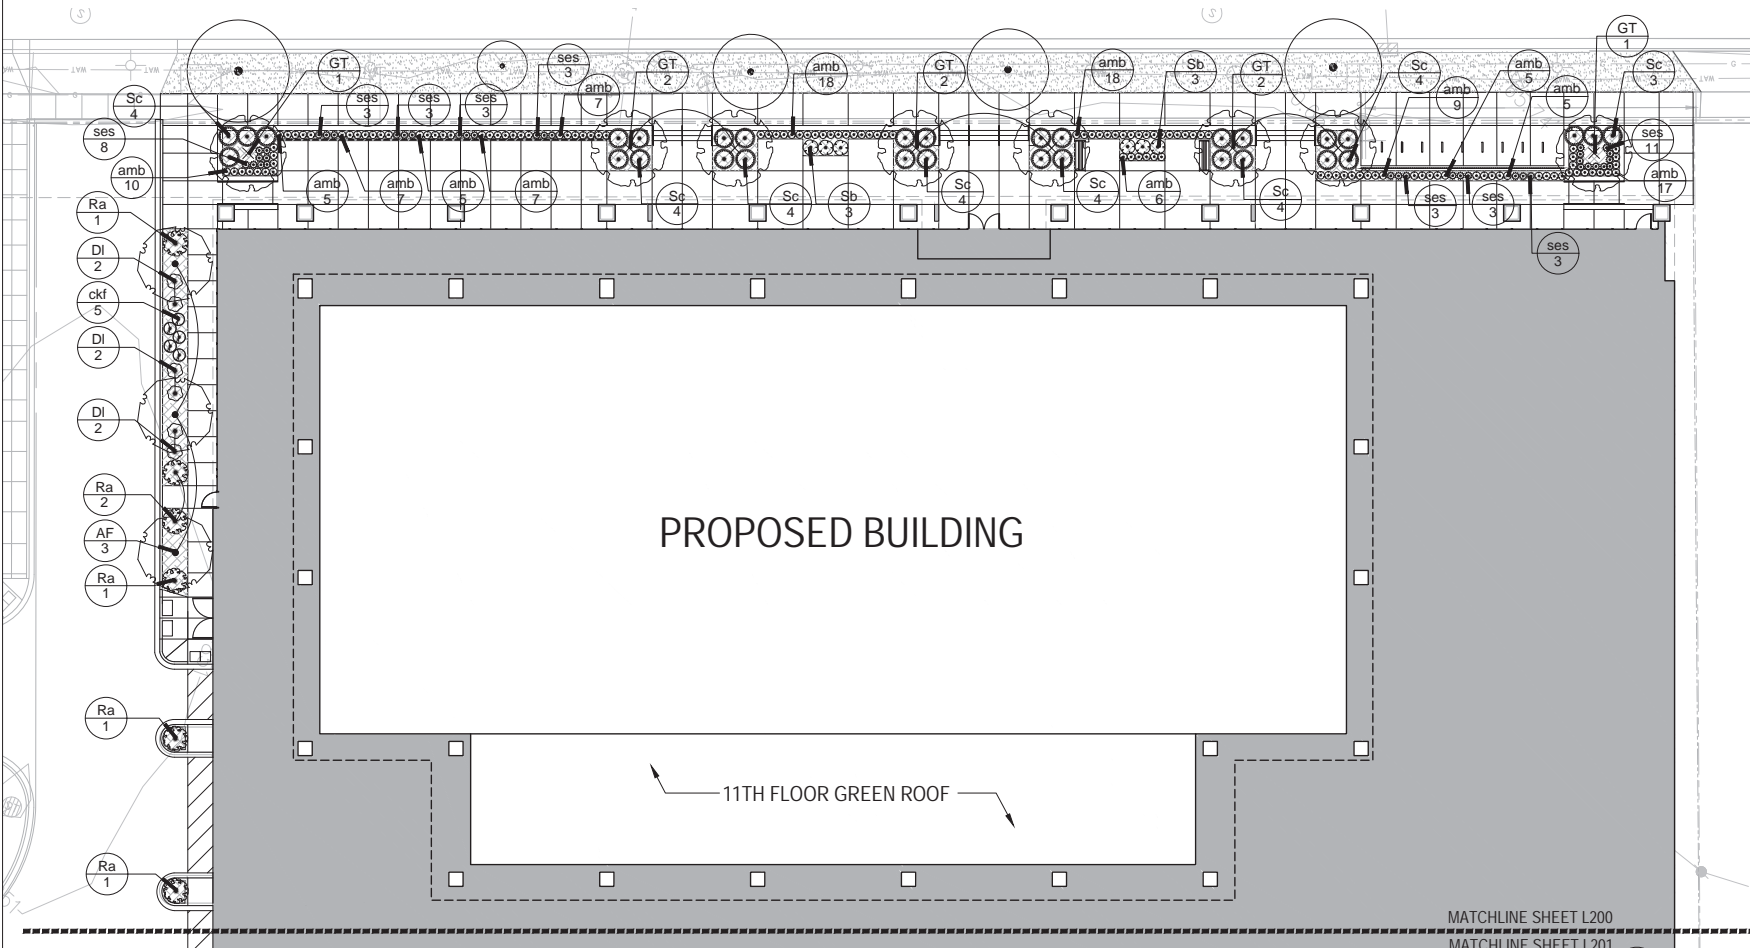 GT
1
GT
1
ses
3
GT
2
amb
18
GT
2
amb
18
Sb
3
GT
2
Sc
4
amb
5
Sc
3
Sc
4
ses
3
ses
3
ses
3
amb
7
amb
9
amb
5
ses
8
ses
11
amb
10
amb
5
amb
7
amb
5
amb
7
Sc
4
Sc
4
Sb
3
Sc
4
Sc
4
amb
6
Sc
4
ses
3
ses
3
amb
17
Ra
1
ses
3
Dl
2
ckf
5
Dl
2
Dl
2
Ra
2
AF
3
Ra
1
PROPOSED BUILDING
Ra
1
11TH FLOOR GREEN ROOF
Ra
1
MATCHLINE SHEET L200
MATCHLINE SHEET L201